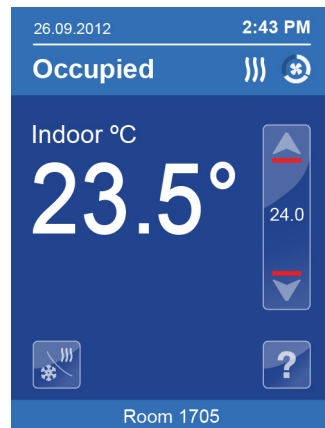 26.09.2012
2:43 PM
Occupied
Indoor ºC
23.5°
24.0
?
Room 1705